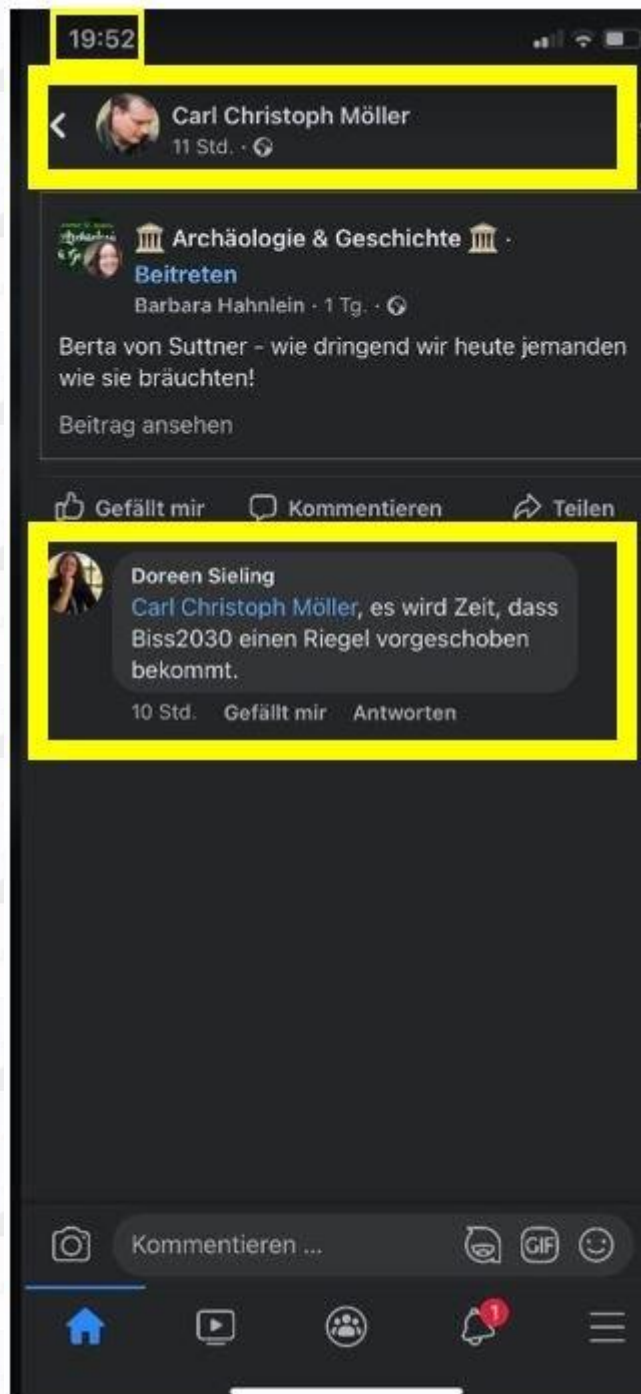 19:52
Carl Christoph Möller
11 Std. ·
🏛 Archäologie & Geschichte 🏛 ·
Beitreten
Barbara Hahnlein · 1 Tg. ·
Berta von Suttner - wie dringend wir heute jemanden
wie sie bräuchten!
Beitrag ansehen
Gefällt mir Kommentieren Teilen
Doreen Sieling
Carl Christoph Möller, es wird Zeit, dass
Biss2030 einen Riegel vorgeschoben
bekommt.
10 Std. Gefällt mir Antworten
Kommentieren ...
GIF
1